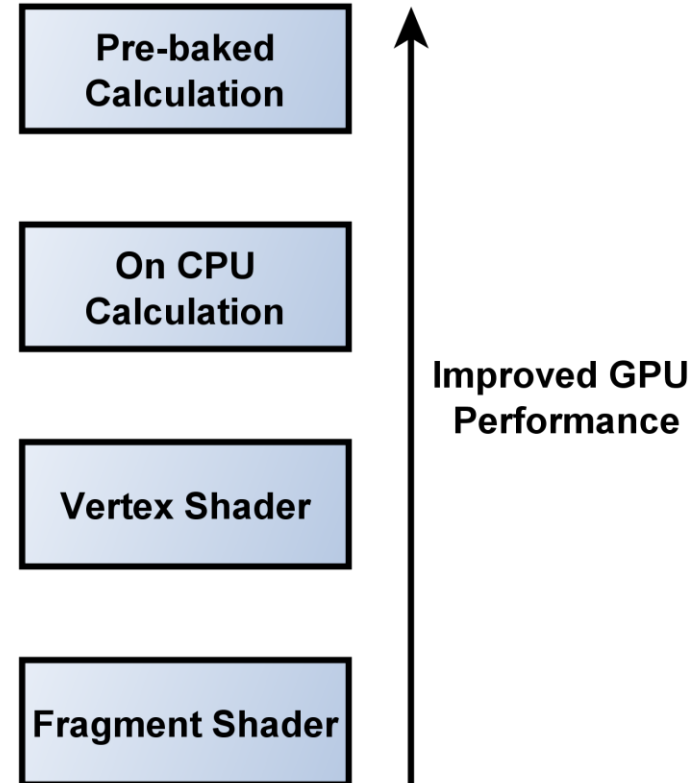 Pre-baked
Calculation
On CPU
Calculation
Improved GPU
Performance
Vertex Shader
Fragment Shader